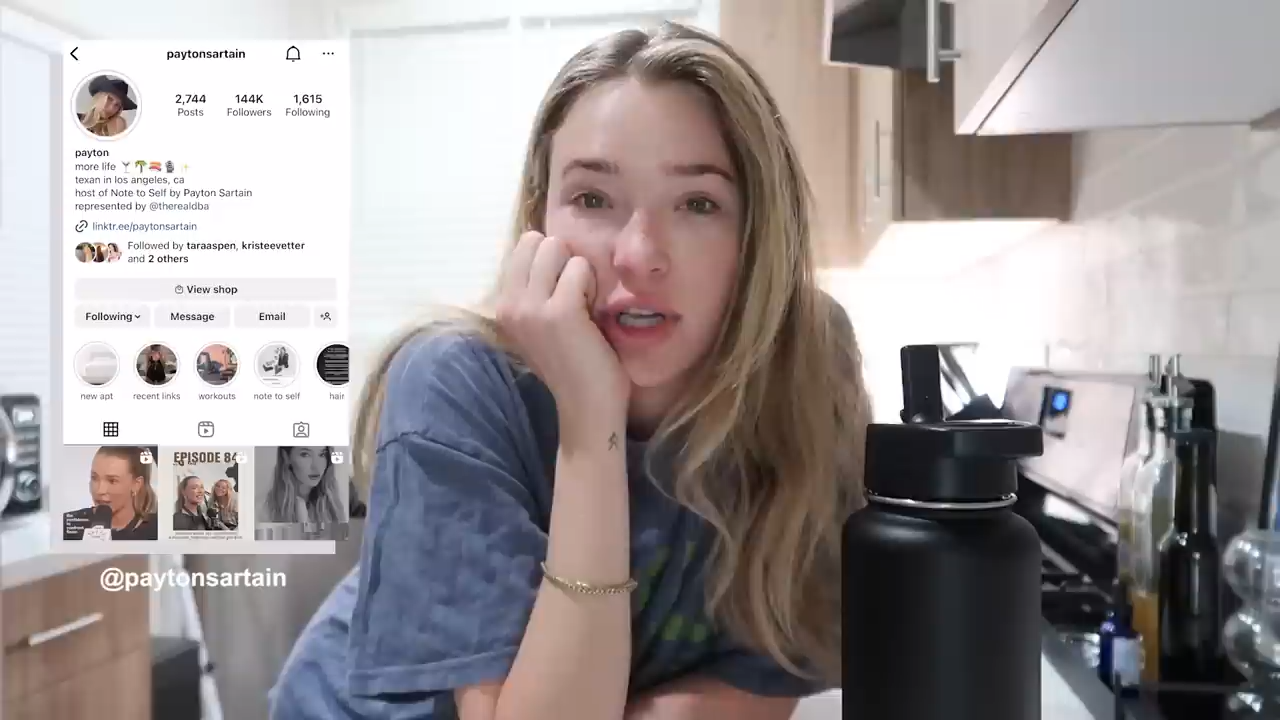 paytonsartain
2,744 144K 1,615
Posts Followers Following
payton
more life
texan in los angeles, ca
host of Note to Self by Payton Sartain
represented by @therealdba
linktr.ee/paytonsartain
Followed by taraaspen, kristeevetter
and 2 others
View shop
Following Message Email
new apt recent links workouts note to self hair
EPISODE 84
@paytonsartain